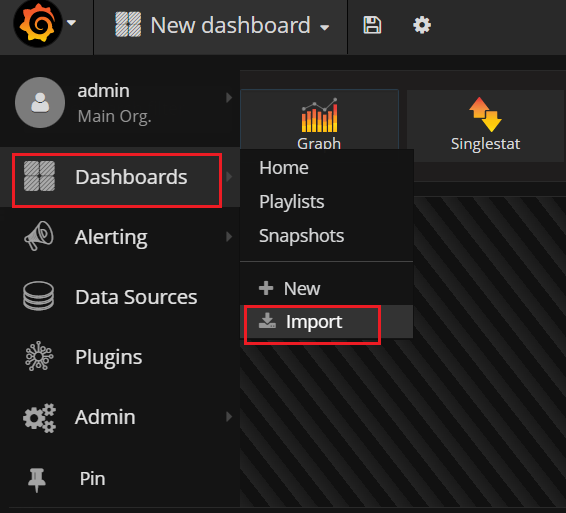 New dashboard
admin
Main Org.
Graph
Singlestat
Dashboards
Home
Playlists
Snapshots
New
Import
Alerting
Data Sources
Plugins
Admin
Pin